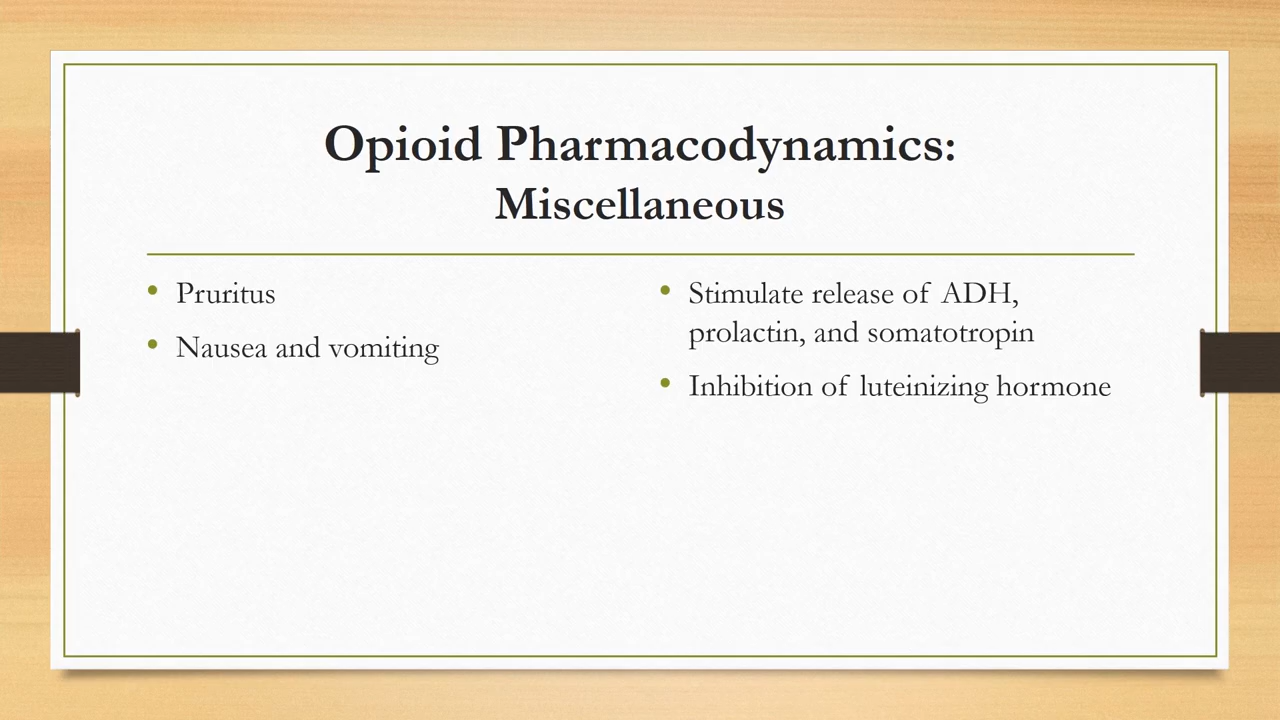 Opioid Pharmacodynamics:
Miscellaneous
• Pruritus
• Nausea and vomiting
• Stimulate release of ADH,
prolactin, and somatotropin
• Inhibition of luteinizing hormone